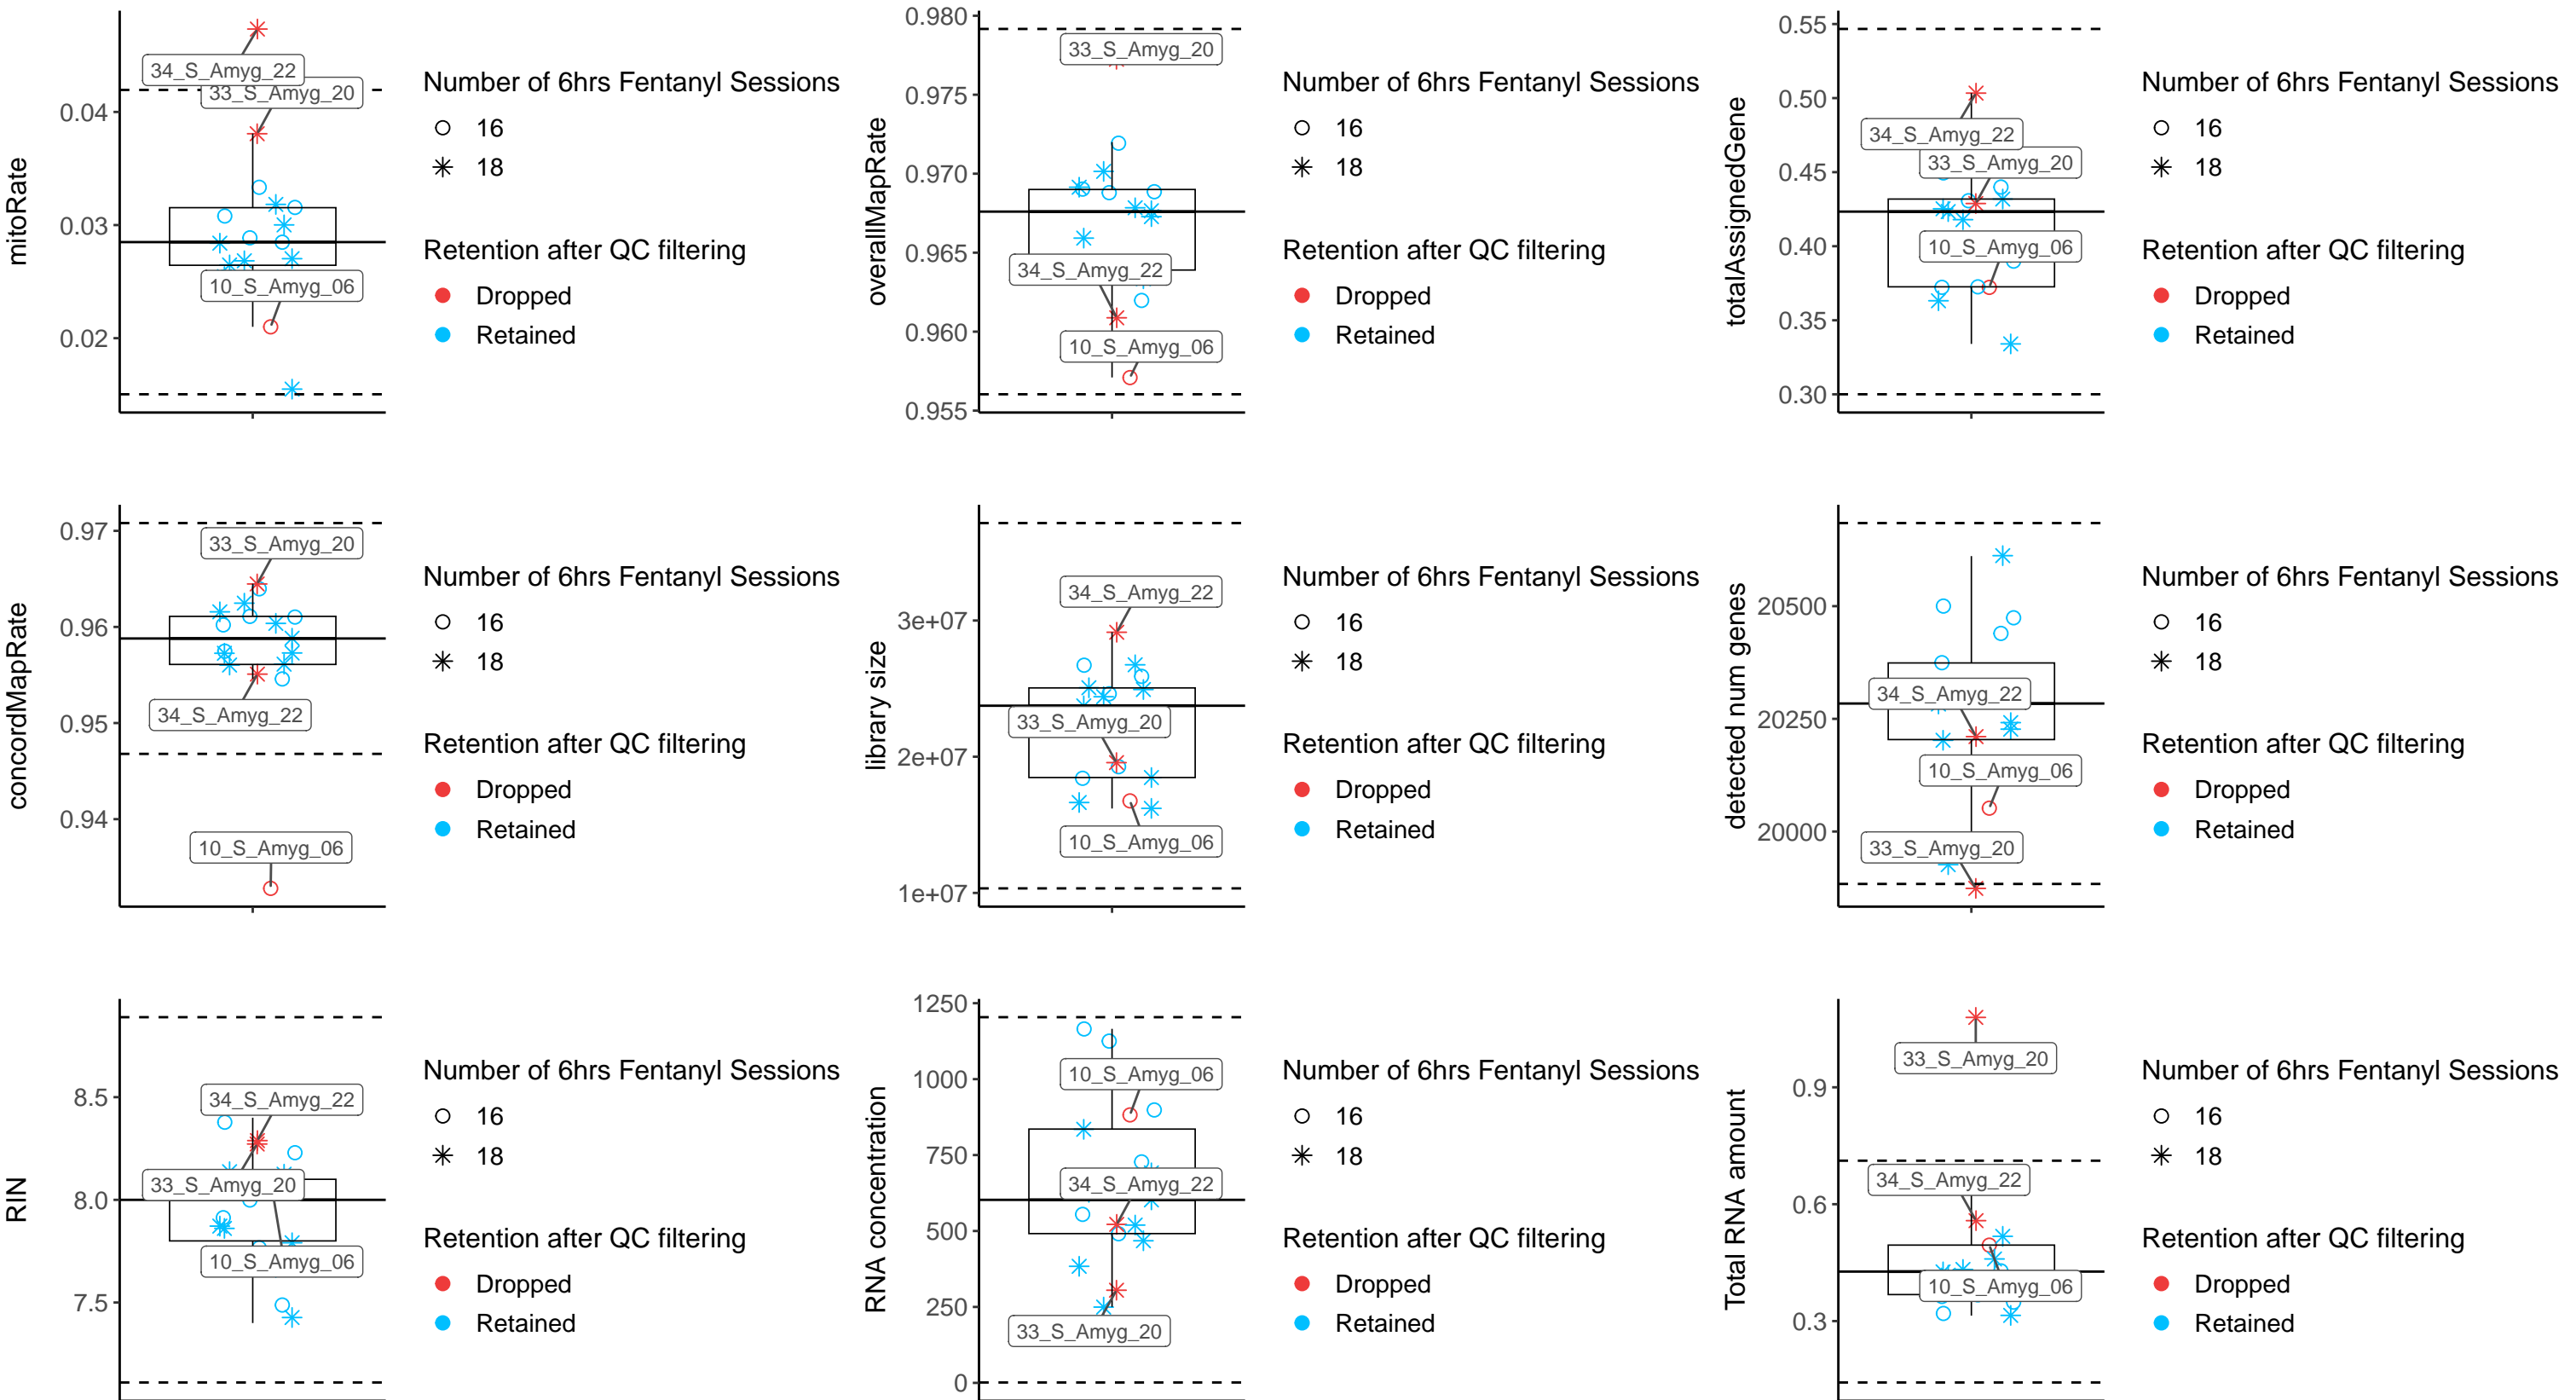 mitoRate
0.04
0.03
0.02
34_S_Amyg_22
33_S_Amyg_20
10_S_Amyg_06
Number of 6hrs Fentanyl Sessions
16
18
Retention after QC filtering
Dropped
Retained
overallMapRate
0.980
0.975
0.970
0.965
0.960
0.955
33_S_Amyg_20
34_S_Amyg_22
10_S_Amyg_06
Number of 6hrs Fentanyl Sessions
16
18
Retention after QC filtering
Dropped
Retained
totalAssignedGene
0.55
0.50
0.45
0.40
0.35
0.30
34_S_Amyg_22
33_S_Amyg_20
10_S_Amyg_06
Number of 6hrs Fentanyl Sessions
16
18
Retention after QC filtering
Dropped
Retained
concordMapRate
0.97
0.96
0.95
0.94
33_S_Amyg_20
34_S_Amyg_22
10_S_Amyg_06
Number of 6hrs Fentanyl Sessions
16
18
Retention after QC filtering
Dropped
Retained
library size
3e+07
2e+07
1e+07
34_S_Amyg_22
33_S_Amyg_20
10_S_Amyg_06
Number of 6hrs Fentanyl Sessions
16
18
Retention after QC filtering
Dropped
Retained
detected num genes
20500
20250
20000
34_S_Amyg_22
10_S_Amyg_06
33_S_Amyg_20
Number of 6hrs Fentanyl Sessions
16
18
Retention after QC filtering
Dropped
Retained
RIN
8.5
8.0
7.5
34_S_Amyg_22
33_S_Amyg_20
10_S_Amyg_06
Number of 6hrs Fentanyl Sessions
16
18
Retention after QC filtering
Dropped
Retained
RNA concentration
1250
1000
750
500
250
0
10_S_Amyg_06
34_S_Amyg_22
33_S_Amyg_20
Number of 6hrs Fentanyl Sessions
16
18
Retention after QC filtering
Dropped
Retained
Total RNA amount
0.9
0.6
0.3
33_S_Amyg_20
34_S_Amyg_22
10_S_Amyg_06
Number of 6hrs Fentanyl Sessions
16
18
Retention after QC filtering
Dropped
Retained